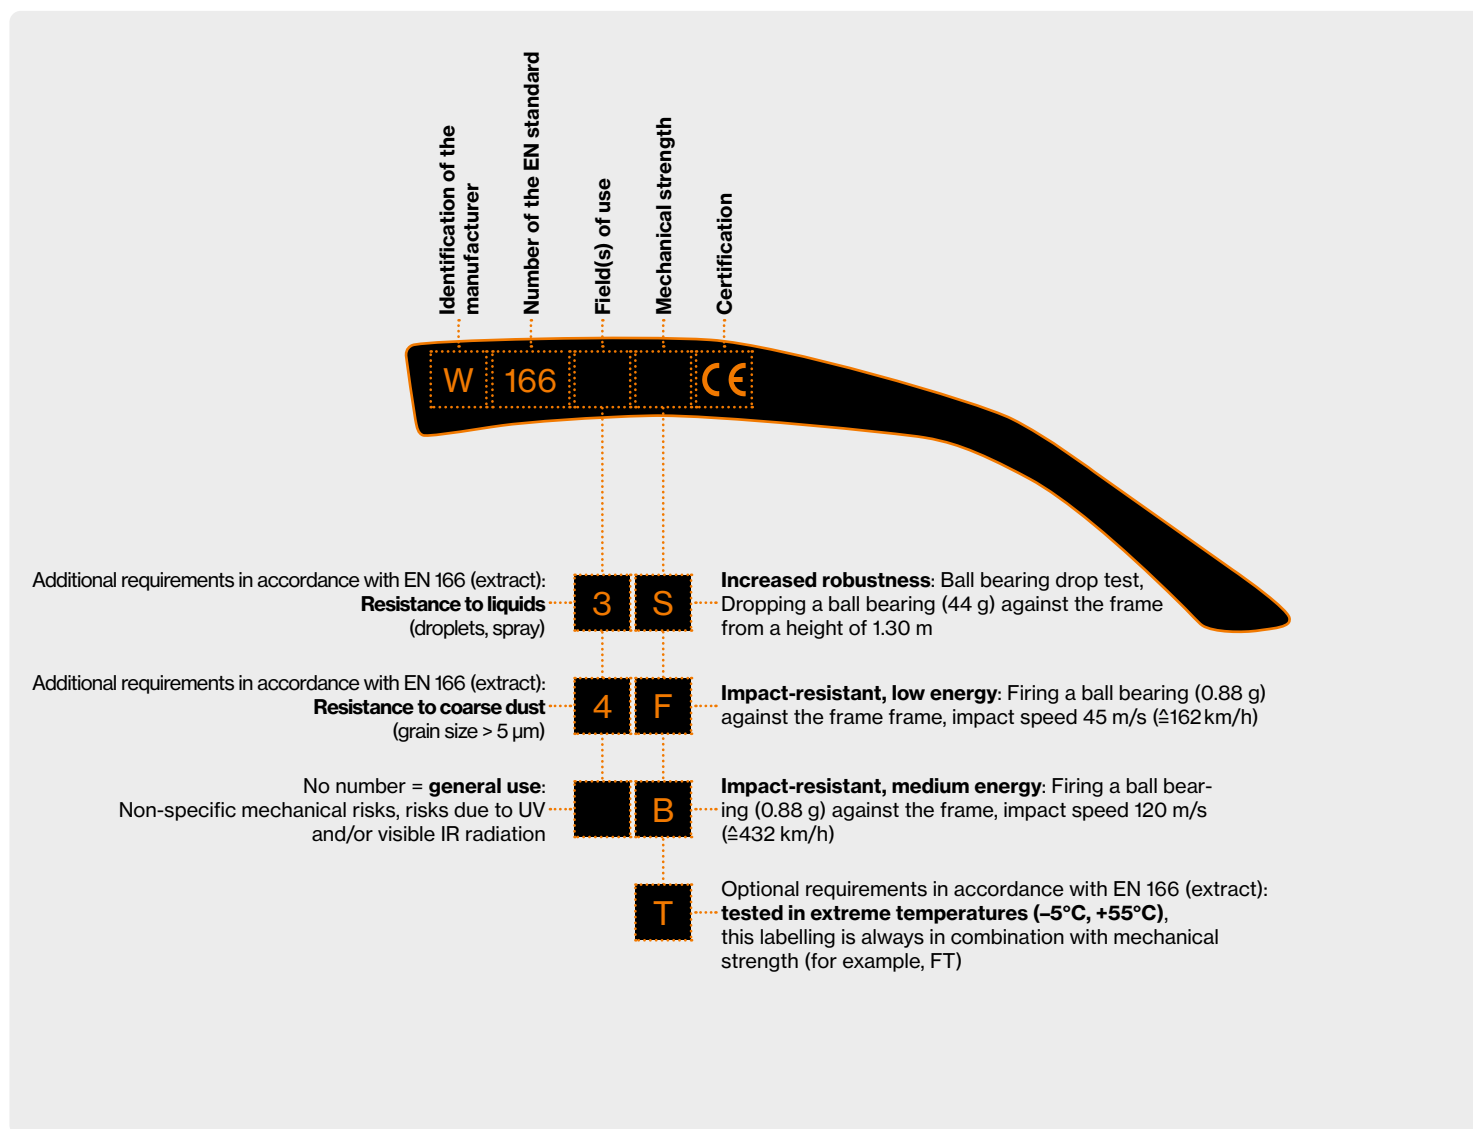 Identification of the
manufacturer
Number of the EN standard
Field(s) of use
Mechanical strength
Certification
W
166
CE
Additional requirements in accordance with EN 166 (extract):
Resistance to liquids
(droplets, spray)
3
S
Increased robustness: Ball bearing drop test,
Dropping a ball bearing (44 g) against the frame
from a height of 1.30 m
Additional requirements in accordance with EN 166 (extract):
Resistance to coarse dust
(grain size > 5 µm)
4
F
Impact-resistant, low energy: Firing a ball bearing (0.88 g)
against the frame frame, impact speed 45 m/s (≙162 km/h)
No number = general use:
Non-specific mechanical risks, risks due to UV
and/or visible IR radiation
B
Impact-resistant, medium energy: Firing a ball bear-
ing (0.88 g) against the frame, impact speed 120 m/s
(≙432 km/h)
T
Optional requirements in accordance with EN 166 (extract):
tested in extreme temperatures (–5°C, +55°C),
this labelling is always in combination with mechanical
strength (for example, FT)